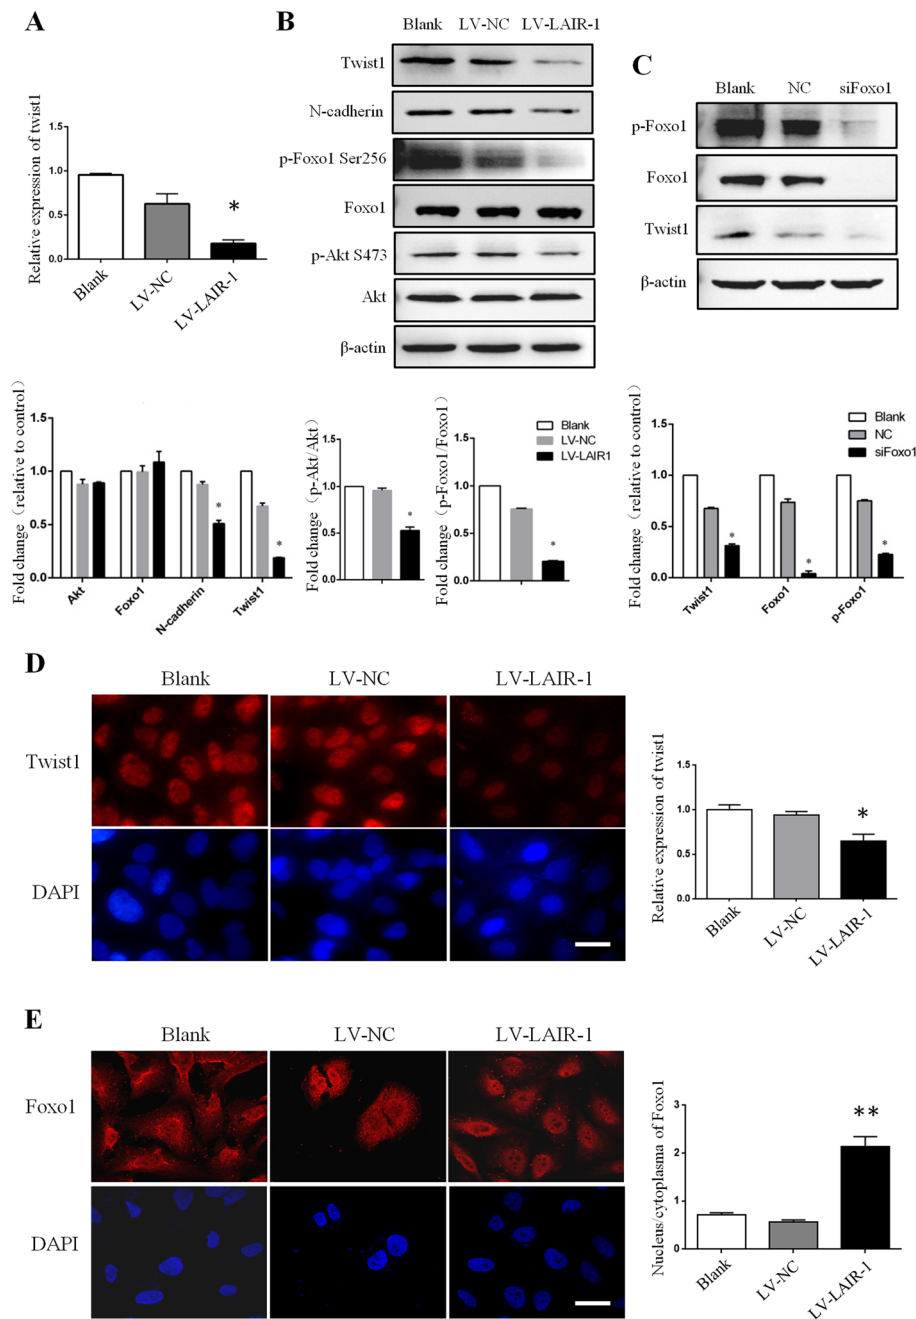 A
Relative expression of twist1
1.5
1.0
0.5
0.0
*
Blank
LV-NC
LV-LAIR-1
B
Blank LV-NC LV-LAIR-1
Twist1
N-cadherin
p-Foxo1 Ser256
Foxo1
p-Akt S473
Akt
β-actin
C
Blank NC siFoxo1
p-Foxo1
Foxo1
Twist1
β-actin
Fold change (relative to control)
1.5
1.0
0.5
0.0
*
*
Akt
Foxo1
N-cadherin
Twist1
Fold change (p-Akt/Akt)
1.5
1.0
0.5
0.0
*
Fold change (p-Foxo1/Foxo1)
1.5
1.0
0.5
0.0
*
Blank
LV-NC
LV-LAIR1
Fold change (relative to control)
1.5
1.0
0.5
0.0
*
*
*
Twist1
Foxo1
p-Foxo1
Blank
NC
siFoxo1
D
Blank LV-NC LV-LAIR-1
Twist1
DAPI
Relative expression of twist1
1.5
1.0
0.5
0.0
*
Blank
LV-NC
LV-LAIR-1
E
Blank LV-NC LV-LAIR-1
Foxo1
DAPI
Nucleus/cytoplasma of Foxo1
3
2
1
0
**
Blank
LV-NC
LV-LAIR-1